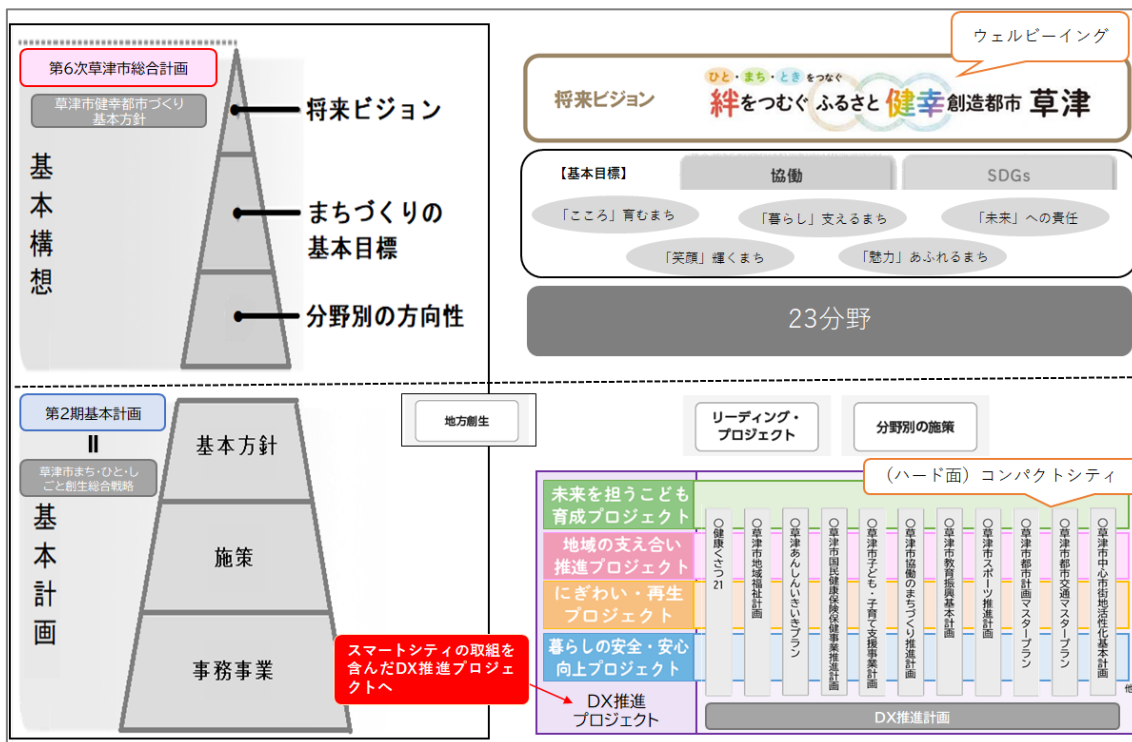 第6次草津市総合計画
草津市健幸都市づくり
基本方針
基本構想
将来ビジョン
まちづくりの
基本目標
分野別の方向性
ウェルビーイング
将来ビジョン
ひと・まち・ときをつなぐ
絆をつむぐ ふるさと 健幸創造都市 草津
【基本目標】
協働
SDGs
「こころ」育むまち
「暮らし」支えるまち
「未来」への責任
「笑顔」輝くまち
「魅力」あふれるまち
23分野
第2期基本計画
=
草津市まち・ひと・し
ごと創生総合戦略
基本計画
基本方針
施策
事務事業
地方創生
リーディング・
プロジェクト
分野別の施策
(ハード面)コンパクトシティ
未来を担うこども
育成プロジェクト
地域の支え合い
推進プロジェクト
にぎわい・再生
プロジェクト
暮らしの安全・安心
向上プロジェクト
DX推進
プロジェクト
スマートシティの取組を
含んだDX推進プロジェ
クトへ
○健康くさつ21
○草津市地域福祉計画
○草津あんしんいきいきプラン
○草津市国民健康保険保健事業推進計画
○草津市子ども・子育て支援事業計画
○草津市協働のまちづくり推進計画
○草津市教育振興基本計画
○草津市スポーツ推進計画
○草津市都市計画マスタープラン
○草津市都市交通マスタープラン
○草津市中心市街地活性化基本計画
他
DX推進計画